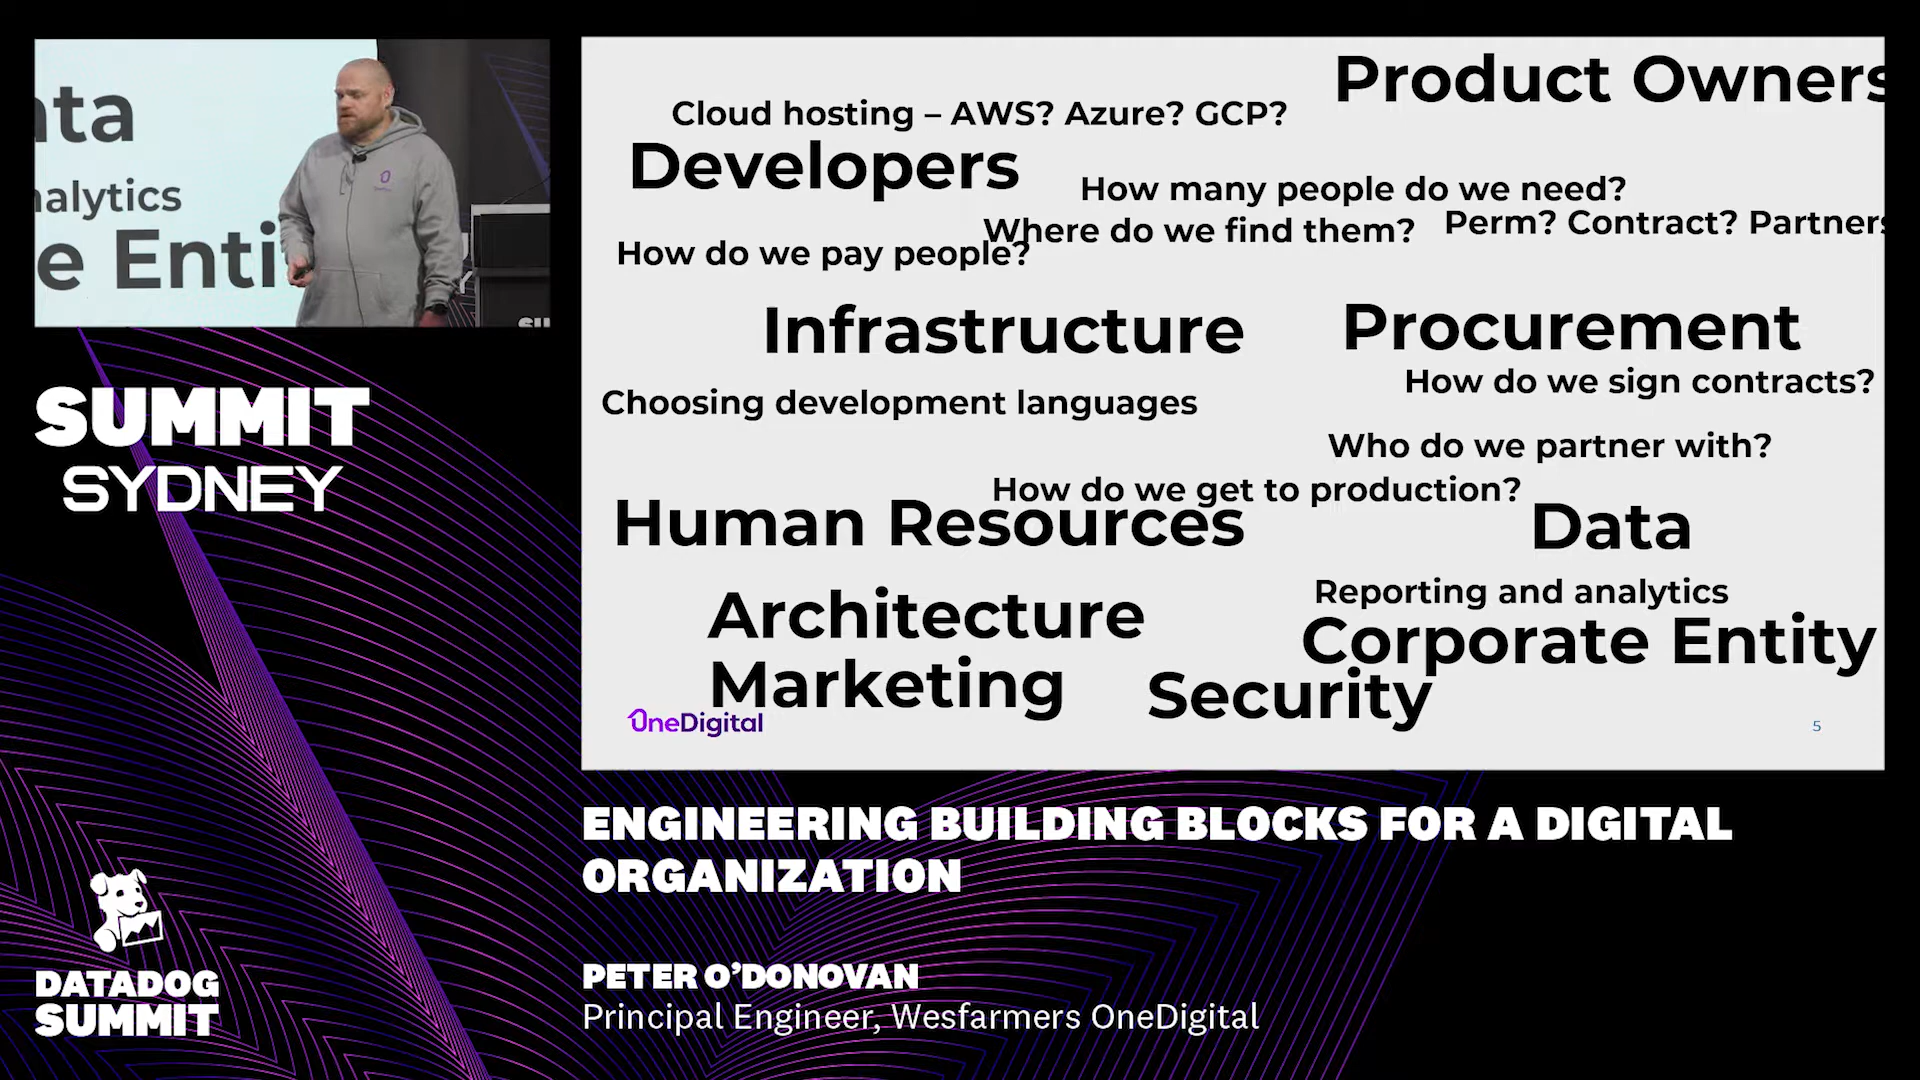 ata
nalytics
e Enti
SUMMIT
SYDNEY
DATADOG
SUMMIT
Product Owners
Cloud hosting – AWS? Azure? GCP?
Developers
How many people do we need?
Where do we find them?
Perm? Contract? Partners
How do we pay people?
Infrastructure
Procurement
How do we sign contracts?
Choosing development languages
Who do we partner with?
How do we get to production?
Human Resources
Data
Reporting and analytics
Architecture
Corporate Entity
Marketing
Security
OneDigital
5
ENGINEERING BUILDING BLOCKS FOR A DIGITAL
ORGANIZATION
PETER O’DONOVAN
Principal Engineer, Wesfarmers OneDigital